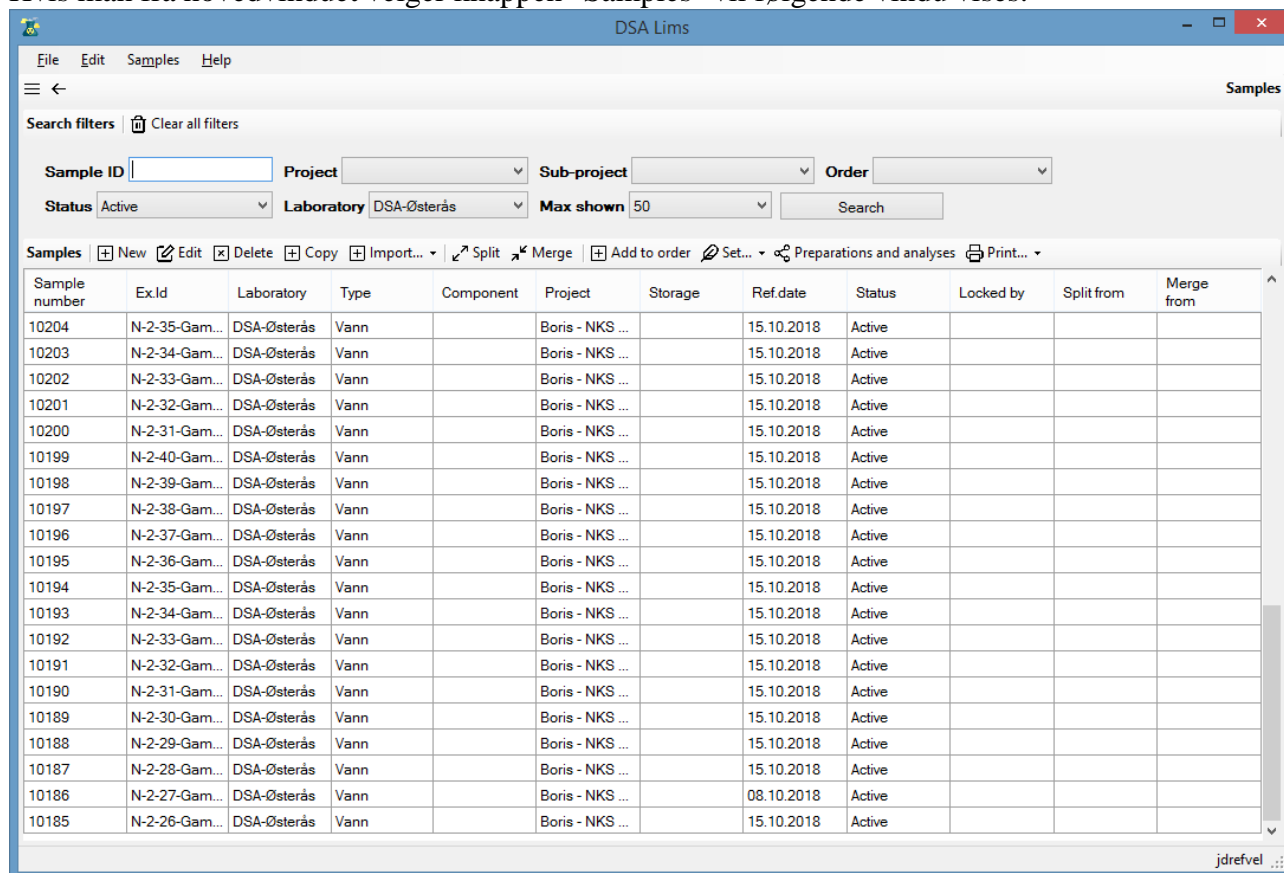 Hvis man fra hovedvinduet velger knappen "Samples" vil følgende vindu vises:
DSA Lims
File Edit Samples Help
Samples
Search filters Clear all filters
Sample ID Project Sub-project Order
Status Active Laboratory DSA-Østerås Max shown 50 Search
Samples New Edit Delete Copy Import... Split Merge Add to order Set... Preparations and analyses Print...
Sample number Ex.Id Laboratory Type Component Project Storage Ref.date Status Locked by Split from Merge from
10204 N-2-35-Gam... DSA-Østerås Vann Boris - NKS ... 15.10.2018 Active
10203 N-2-34-Gam... DSA-Østerås Vann Boris - NKS ... 15.10.2018 Active
10202 N-2-33-Gam... DSA-Østerås Vann Boris - NKS ... 15.10.2018 Active
10201 N-2-32-Gam... DSA-Østerås Vann Boris - NKS ... 15.10.2018 Active
10200 N-2-31-Gam... DSA-Østerås Vann Boris - NKS ... 15.10.2018 Active
10199 N-2-40-Gam... DSA-Østerås Vann Boris - NKS ... 15.10.2018 Active
10198 N-2-39-Gam... DSA-Østerås Vann Boris - NKS ... 15.10.2018 Active
10197 N-2-38-Gam... DSA-Østerås Vann Boris - NKS ... 15.10.2018 Active
10196 N-2-37-Gam... DSA-Østerås Vann Boris - NKS ... 15.10.2018 Active
10195 N-2-36-Gam... DSA-Østerås Vann Boris - NKS ... 15.10.2018 Active
10194 N-2-35-Gam... DSA-Østerås Vann Boris - NKS ... 15.10.2018 Active
10193 N-2-34-Gam... DSA-Østerås Vann Boris - NKS ... 15.10.2018 Active
10192 N-2-33-Gam... DSA-Østerås Vann Boris - NKS ... 15.10.2018 Active
10191 N-2-32-Gam... DSA-Østerås Vann Boris - NKS ... 15.10.2018 Active
10190 N-2-31-Gam... DSA-Østerås Vann Boris - NKS ... 15.10.2018 Active
10189 N-2-30-Gam... DSA-Østerås Vann Boris - NKS ... 15.10.2018 Active
10188 N-2-29-Gam... DSA-Østerås Vann Boris - NKS ... 15.10.2018 Active
10187 N-2-28-Gam... DSA-Østerås Vann Boris - NKS ... 15.10.2018 Active
10186 N-2-27-Gam... DSA-Østerås Vann Boris - NKS ... 08.10.2018 Active
10185 N-2-26-Gam... DSA-Østerås Vann Boris - NKS ... 15.10.2018 Active
jdrefvel